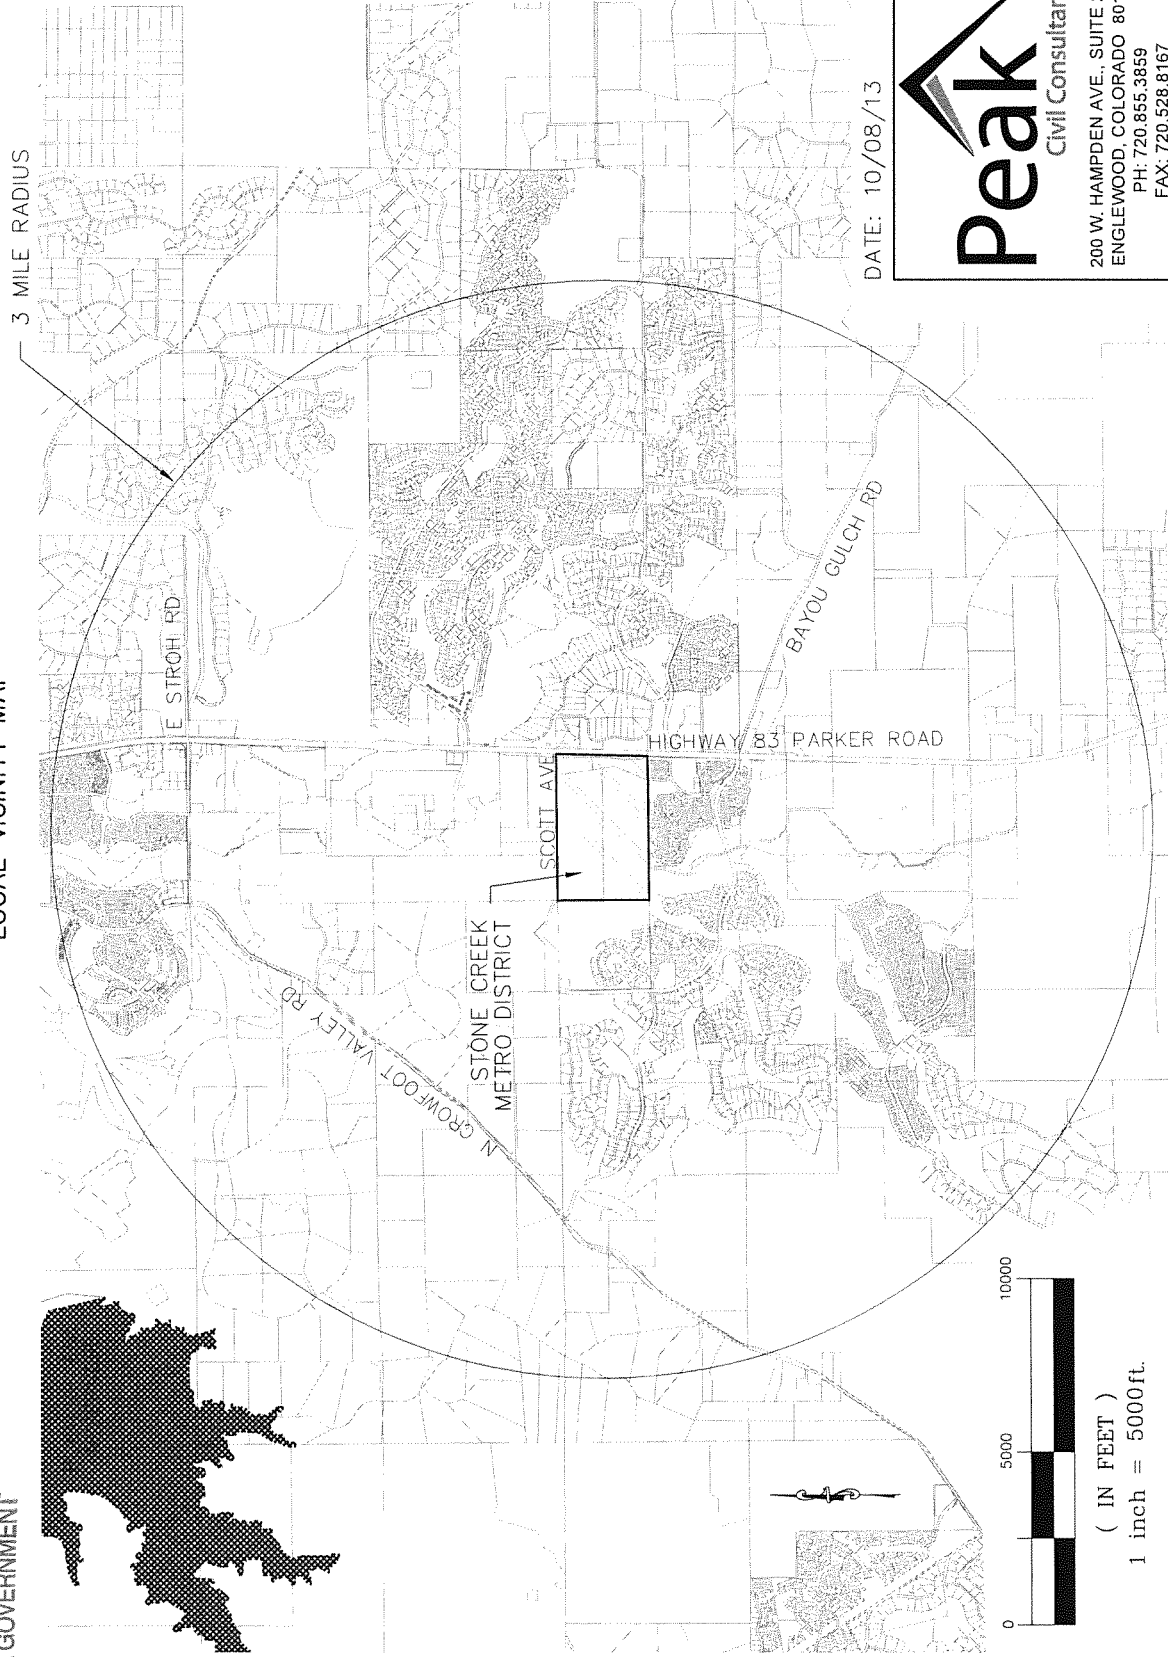 GOVERNMENT
LOCAL VICINITY MAP
3 MILE RADIUS
E STROH RD
N CROWFOOT VALLEY RD
SCOTT AVE
STONE CREEK
METRO DISTRICT
HIGHWAY 83 PARKER ROAD
BAYOU GULCH RD
0
5000
10000
( IN FEET )
1 inch = 5000ft.
DATE: 10/08/13
Peak
Civil
200 W. HAMPDEN AVE., SUITE
ENGLEWOOD, COLORADO
PH: 720.855.3859
FAX: 720.528.8167